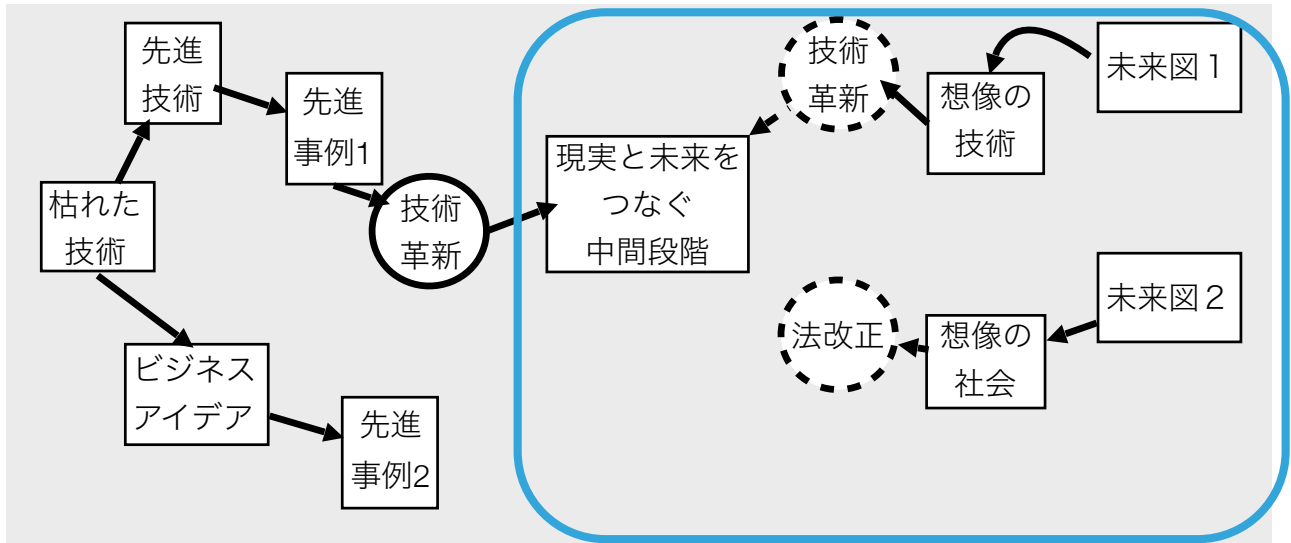 先進
技術
先進
事例1
枯れた
技術
技術
革新
ビジネス
アイデア
先進
事例2
現実と未来を
つなぐ
中間段階
技術
革新
想像の
技術
未来図１
法改正
想像の
社会
未来図２